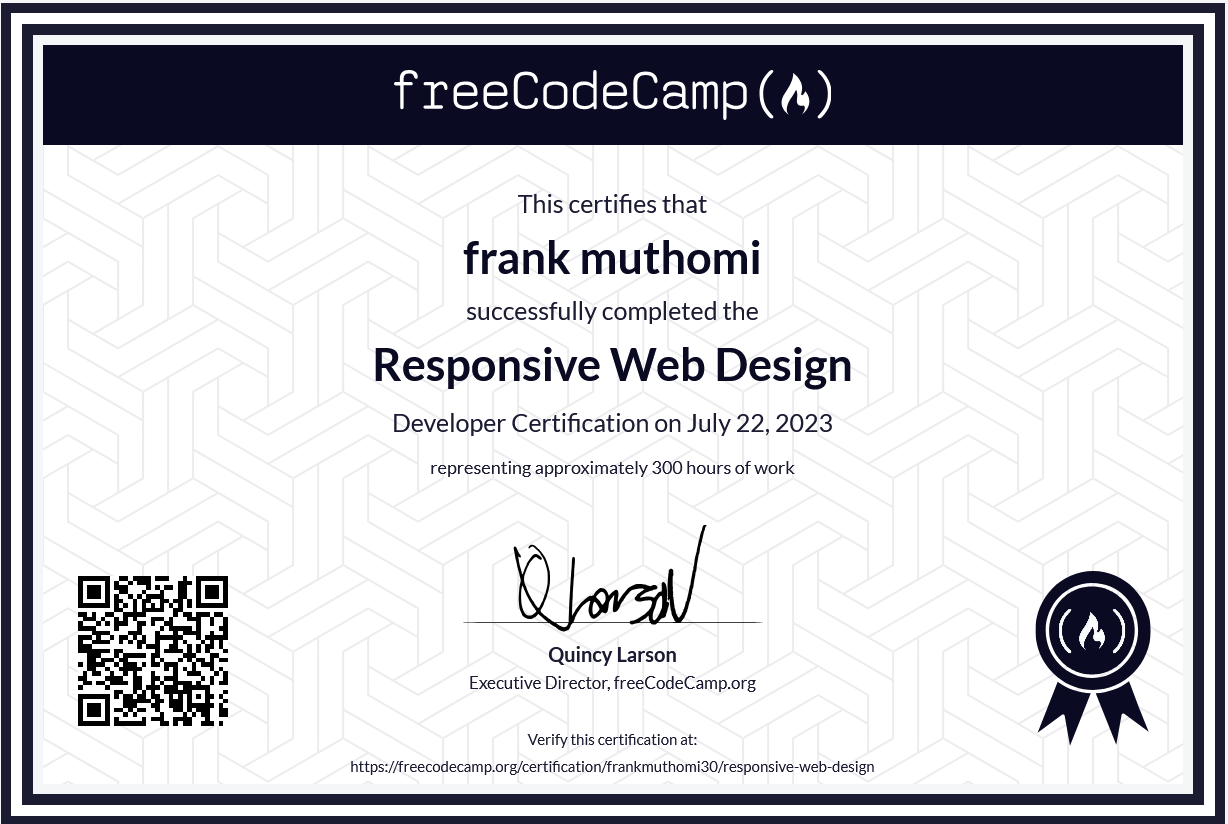 freeCodeCamp
This certifies that
frank muthomi
successfully completed the
Responsive Web Design
Developer Certification on July 22, 2023
representing approximately 300 hours of work
Q Larson
Quincy Larson
Executive Director, freeCodeCamp.org
Verify this certification at:
https://freecodecamp.org/certification/frankmuthomi30/responsive-web-design